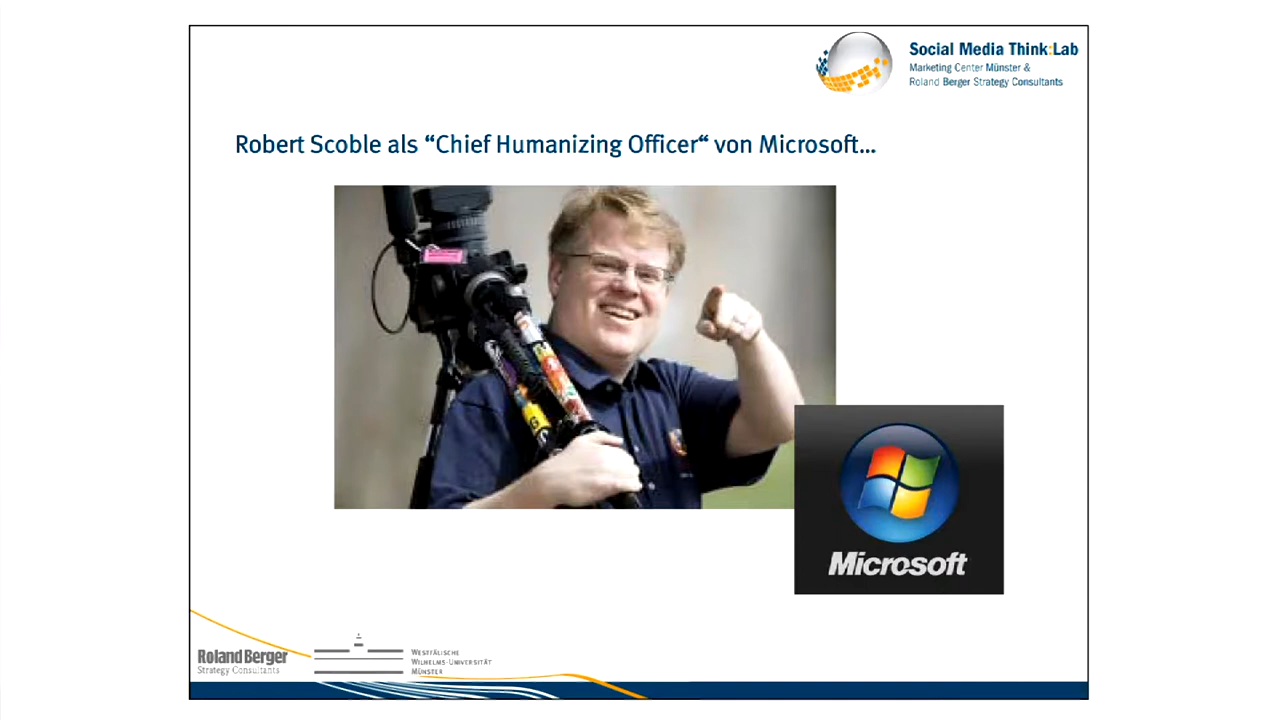 Social Media Think:Lab
Marketing Center Münster &
Roland Berger Strategy Consultants
Robert Scoble als “Chief Humanizing Officer“ von Microsoft...
Microsoft
Roland Berger
Strategy Consultants
Westfälische
Wilhelms-Universität
Münster